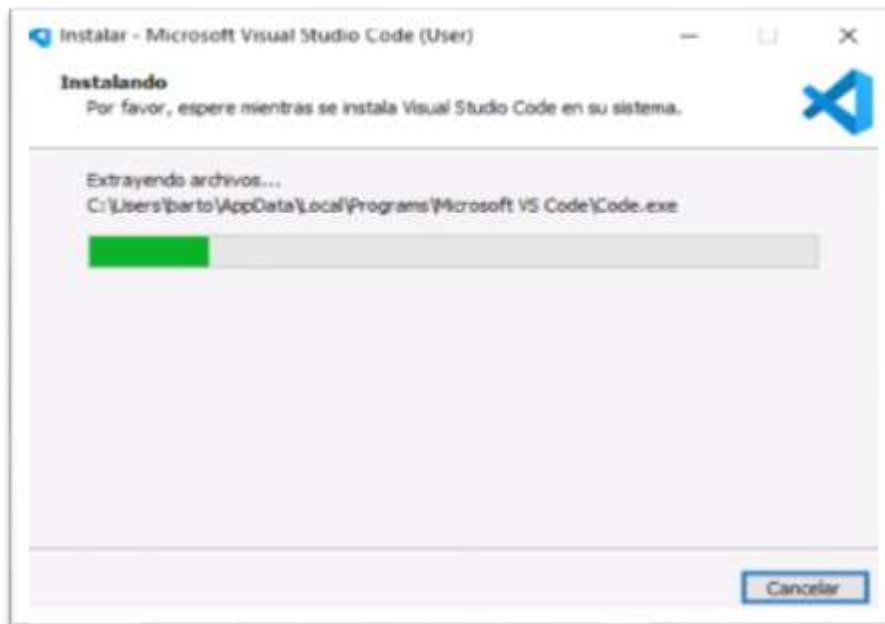 Instalar - Microsoft Visual Studio Code (User)
Instalando
Por favor, espere mientras se instala Visual Studio Code en su sistema.
Extrayendo archivos...
C:\Users\barto\AppData\Local\Programs\Microsoft VS Code\Code.exe
Cancelar